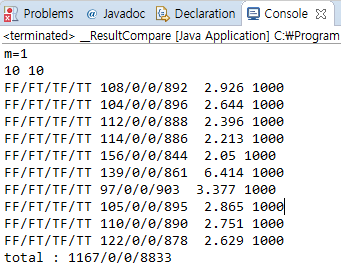 Problems @ Javadoc Declaration Console
<terminated> __ResultCompare [Java Application] C:₩Program
m=1
10 10
FF/FT/TF/TT 108/0/0/892 2.926 1000
FF/FT/TF/TT 104/0/0/896 2.644 1000
FF/FT/TF/TT 112/0/0/888 2.396 1000
FF/FT/TF/TT 114/0/0/886 2.213 1000
FF/FT/TF/TT 156/0/0/844 2.05 1000
FF/FT/TF/TT 139/0/0/861 6.414 1000
FF/FT/TF/TT 97/0/0/903 3.377 1000
FF/FT/TF/TT 105/0/0/895 2.865 1000
FF/FT/TF/TT 110/0/0/890 2.751 1000
FF/FT/TF/TT 122/0/0/878 2.629 1000
total : 1167/0/0/8833